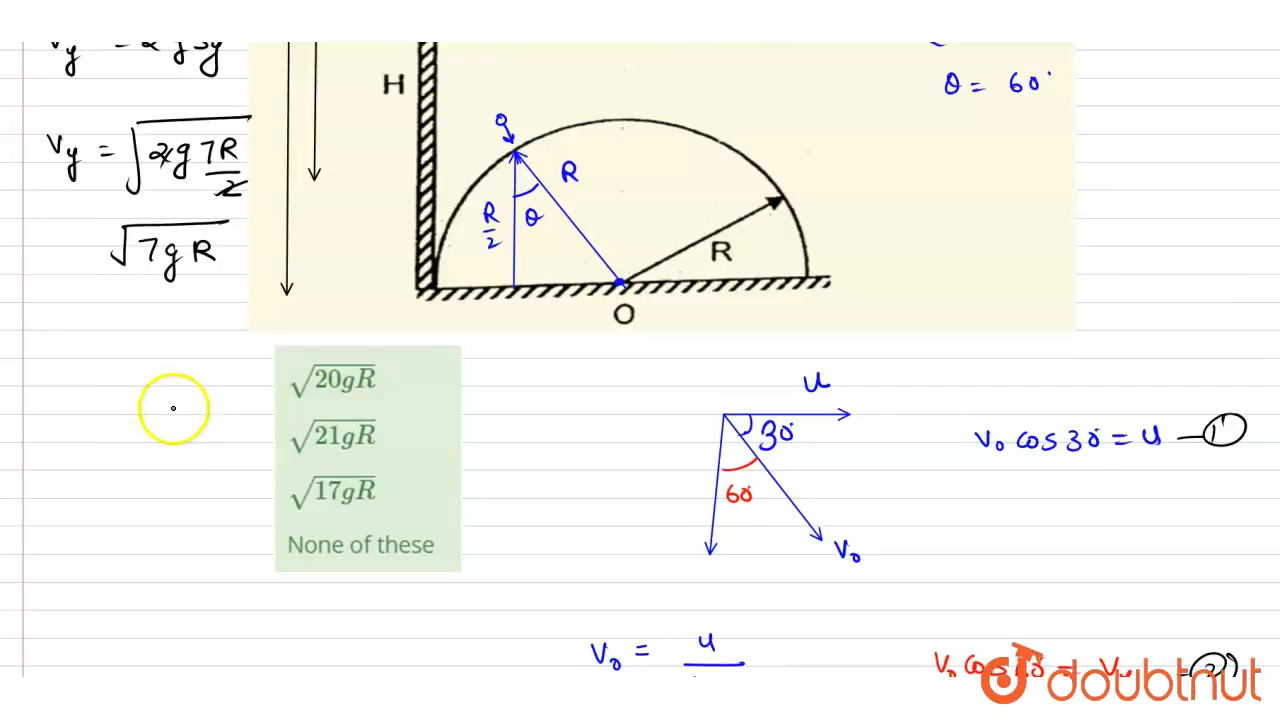 H
θ = 60°
Vy = √2g 7R/2
√7gR
θ
R
R/2
θ
R
O
√20gR
√21gR
√17gR
None of these
u
30°
60°
V₀
V₀ cos 30° = u — 1
V₀ = u
doubtnut